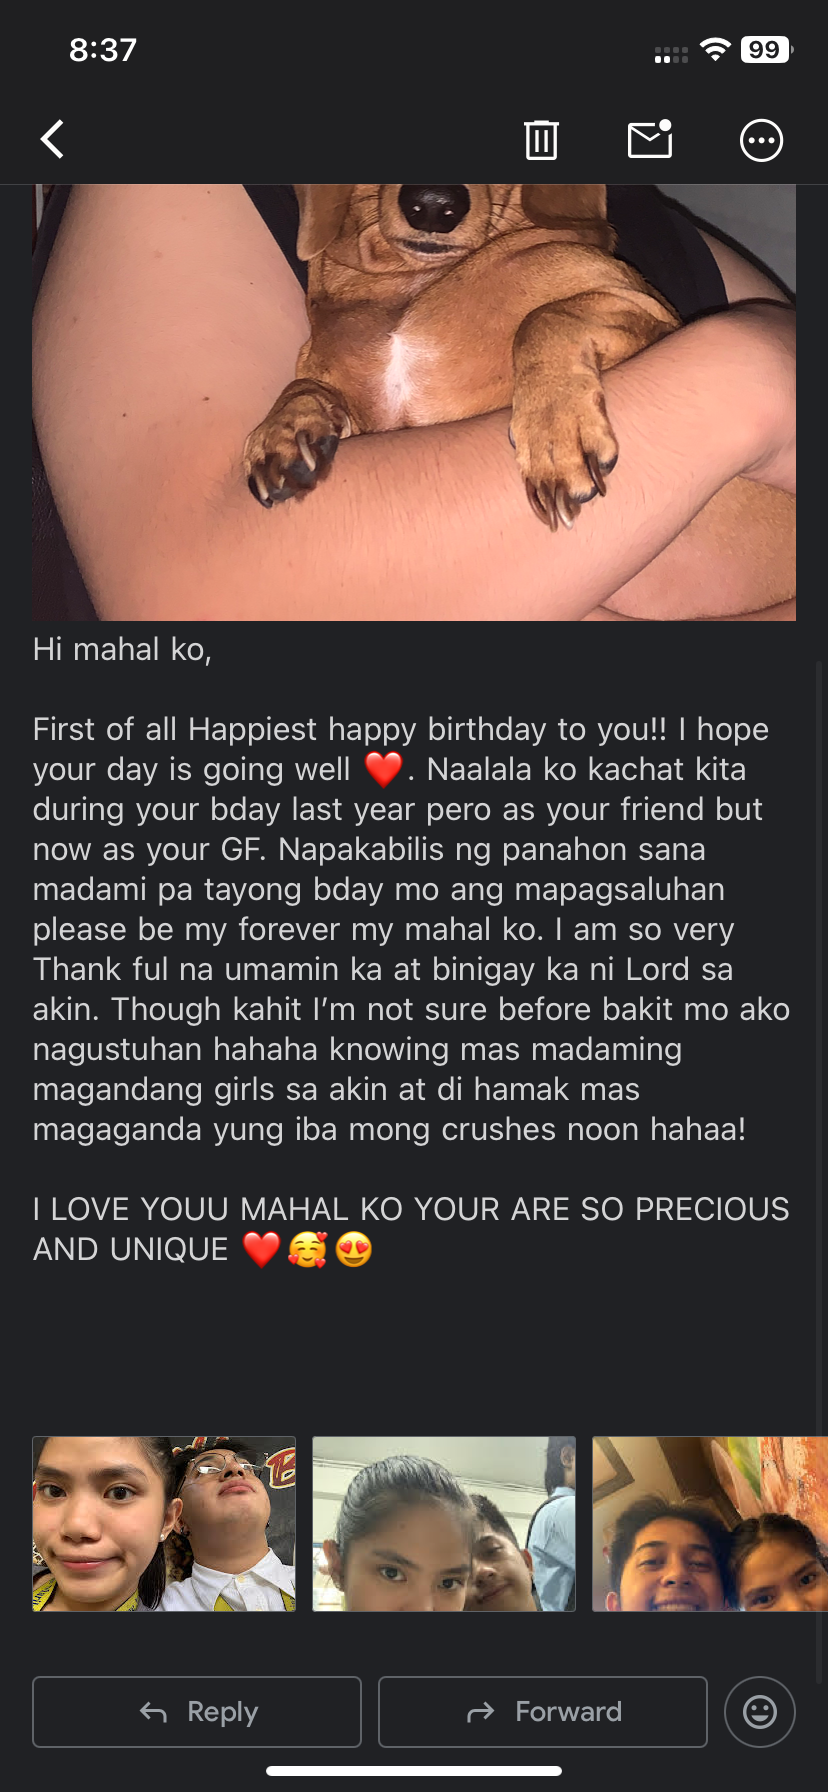 8:37
99
Hi mahal ko,
First of all Happiest happy birthday to you!! I hope
your day is going well ❤️. Naalala ko kachat kita
during your bday last year pero as your friend but
now as your GF. Napakabilis ng panahon sana
madami pa tayong bday mo ang mapagsaluhan
please be my forever my mahal ko. I am so very
Thank ful na umamin ka at binigay ka ni Lord sa
akin. Though kahit I’m not sure before bakit mo ako
nagustuhan hahaha knowing mas madaming
magandang girls sa akin at di hamak mas
magaganda yung iba mong crushes noon hahaa!
I LOVE YOUU MAHAL KO YOUR ARE SO PRECIOUS
AND UNIQUE ❤️🥰😍
Reply
Forward